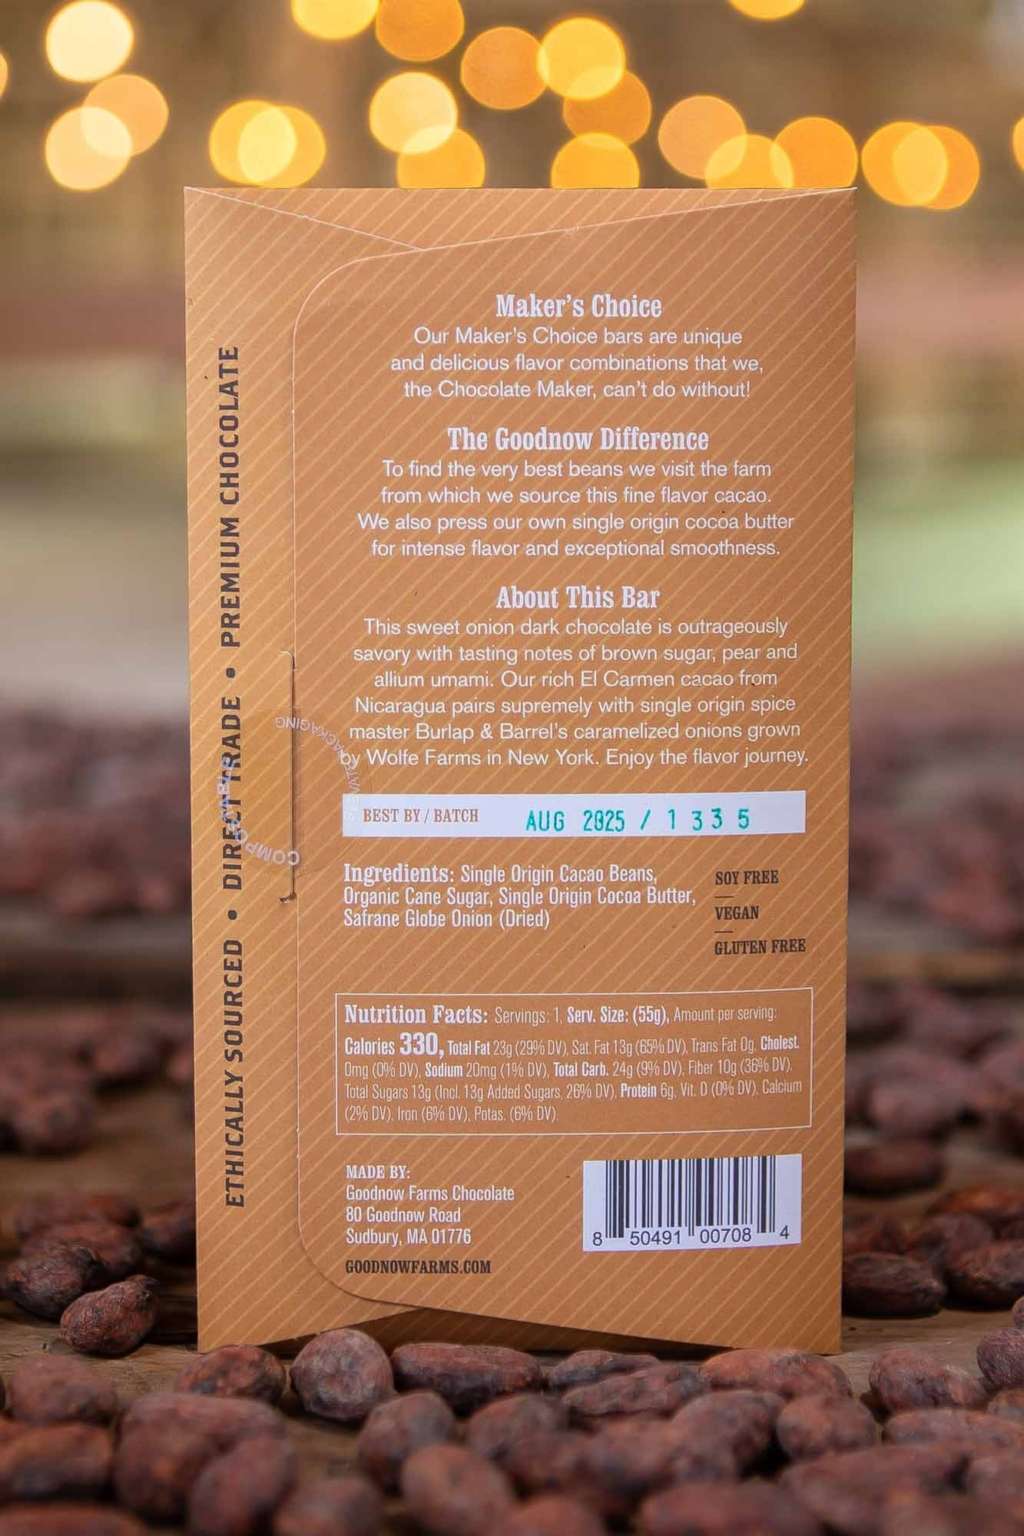 Maker's Choice
Our Maker's Choice bars are unique
and delicious flavor combinations that we,
the Chocolate Maker, can't do without!
The Goodnow Difference
To find the very best beans we visit the farm
from which we source this fine flavor cacao.
We also press our own single origin cocoa butter
for intense flavor and exceptional smoothness.
About This Bar
This sweet onion dark chocolate is outrageously
savory with tasting notes of brown sugar, pear and
allium umami. Our rich El Carmen cacao from
Nicaragua pairs supremely with single origin spice
master Burlap & Barrel's caramelized onions grown
by Wolfe Farms in New York. Enjoy the flavor journey.
BEST BY / BATCH AUG 2025 / 1335
Ingredients: Single Origin Cacao Beans,
Organic Cane Sugar, Single Origin Cocoa Butter,
Safrane Globe Onion (Dried)
SOY FREE
VEGAN
GLUTEN FREE
Nutrition Facts: Servings: 1, Serv. Size: (55g), Amount per serving:
Calories 330, Total Fat 23g (29% DV), Sat. Fat 13g (65% DV), Trans Fat 0g, Cholest.
0mg (0% DV), Sodium 20mg (1% DV), Total Carb. 24g (9% DV), Fiber 10g (36% DV),
Total Sugars 13g (Incl. 13g Added Sugars, 26% DV), Protein 6g, Vit. D (0% DV), Calcium
(2% DV), Iron (6% DV), Potas. (6% DV).
MADE BY:
Goodnow Farms Chocolate
80 Goodnow Road
Sudbury, MA 01776
GOODNOWFARMS.COM
8 50491 00708 4
ETHICALLY SOURCED • DIRECT TRADE • PREMIUM CHOCOLATE
PACKAGING